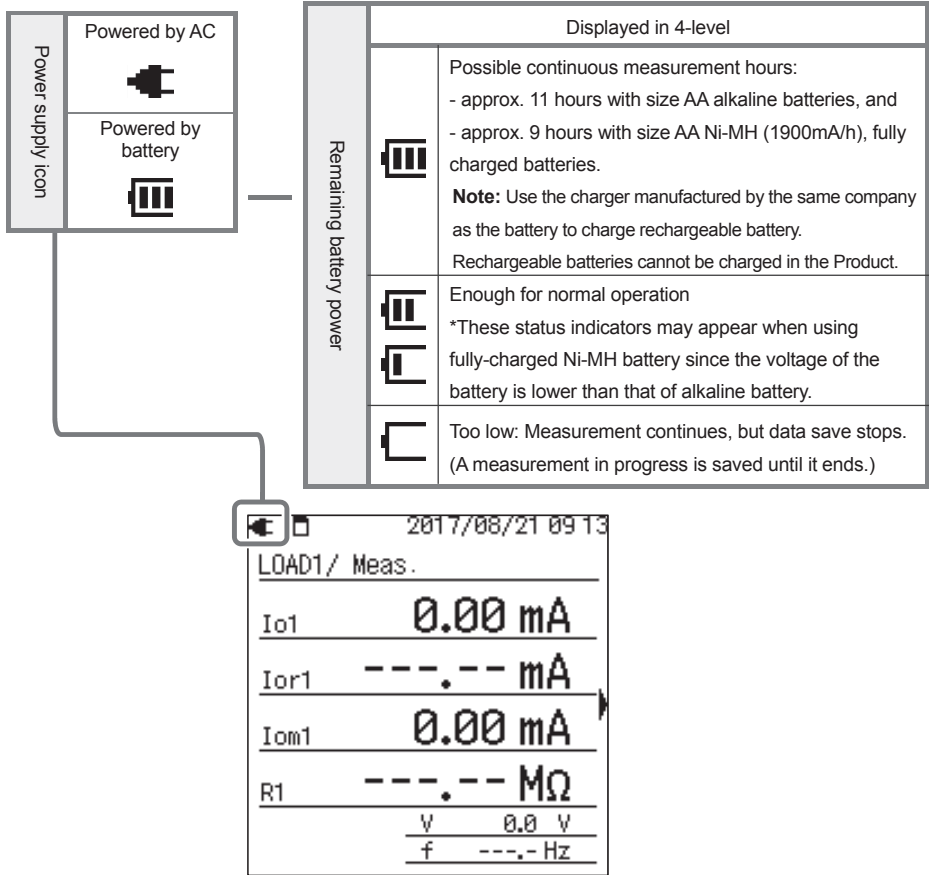 Power supply icon
Powered by AC
Powered by
battery
Remaining battery power
Displayed in 4-level
Possible continuous measurement hours:
- approx. 11 hours with size AA alkaline batteries, and
- approx. 9 hours with size AA Ni-MH (1900mA/h), fully
charged batteries.
Note: Use the charger manufactured by the same company
as the battery to charge rechargeable battery.
Rechargeable batteries cannot be charged in the Product.
Enough for normal operation
*These status indicators may appear when using
fully-charged Ni-MH battery since the voltage of the
battery is lower than that of alkaline battery.
Too low: Measurement continues, but data save stops.
(A measurement in progress is saved until it ends.)
2017/08/21 09 13
LOAD1/ Meas.
Io1 0.00 mA
Ior1 ---.-- mA
Iom1 0.00 mA
R1 ---.-- MΩ
V 0.0 V
f ---.- Hz